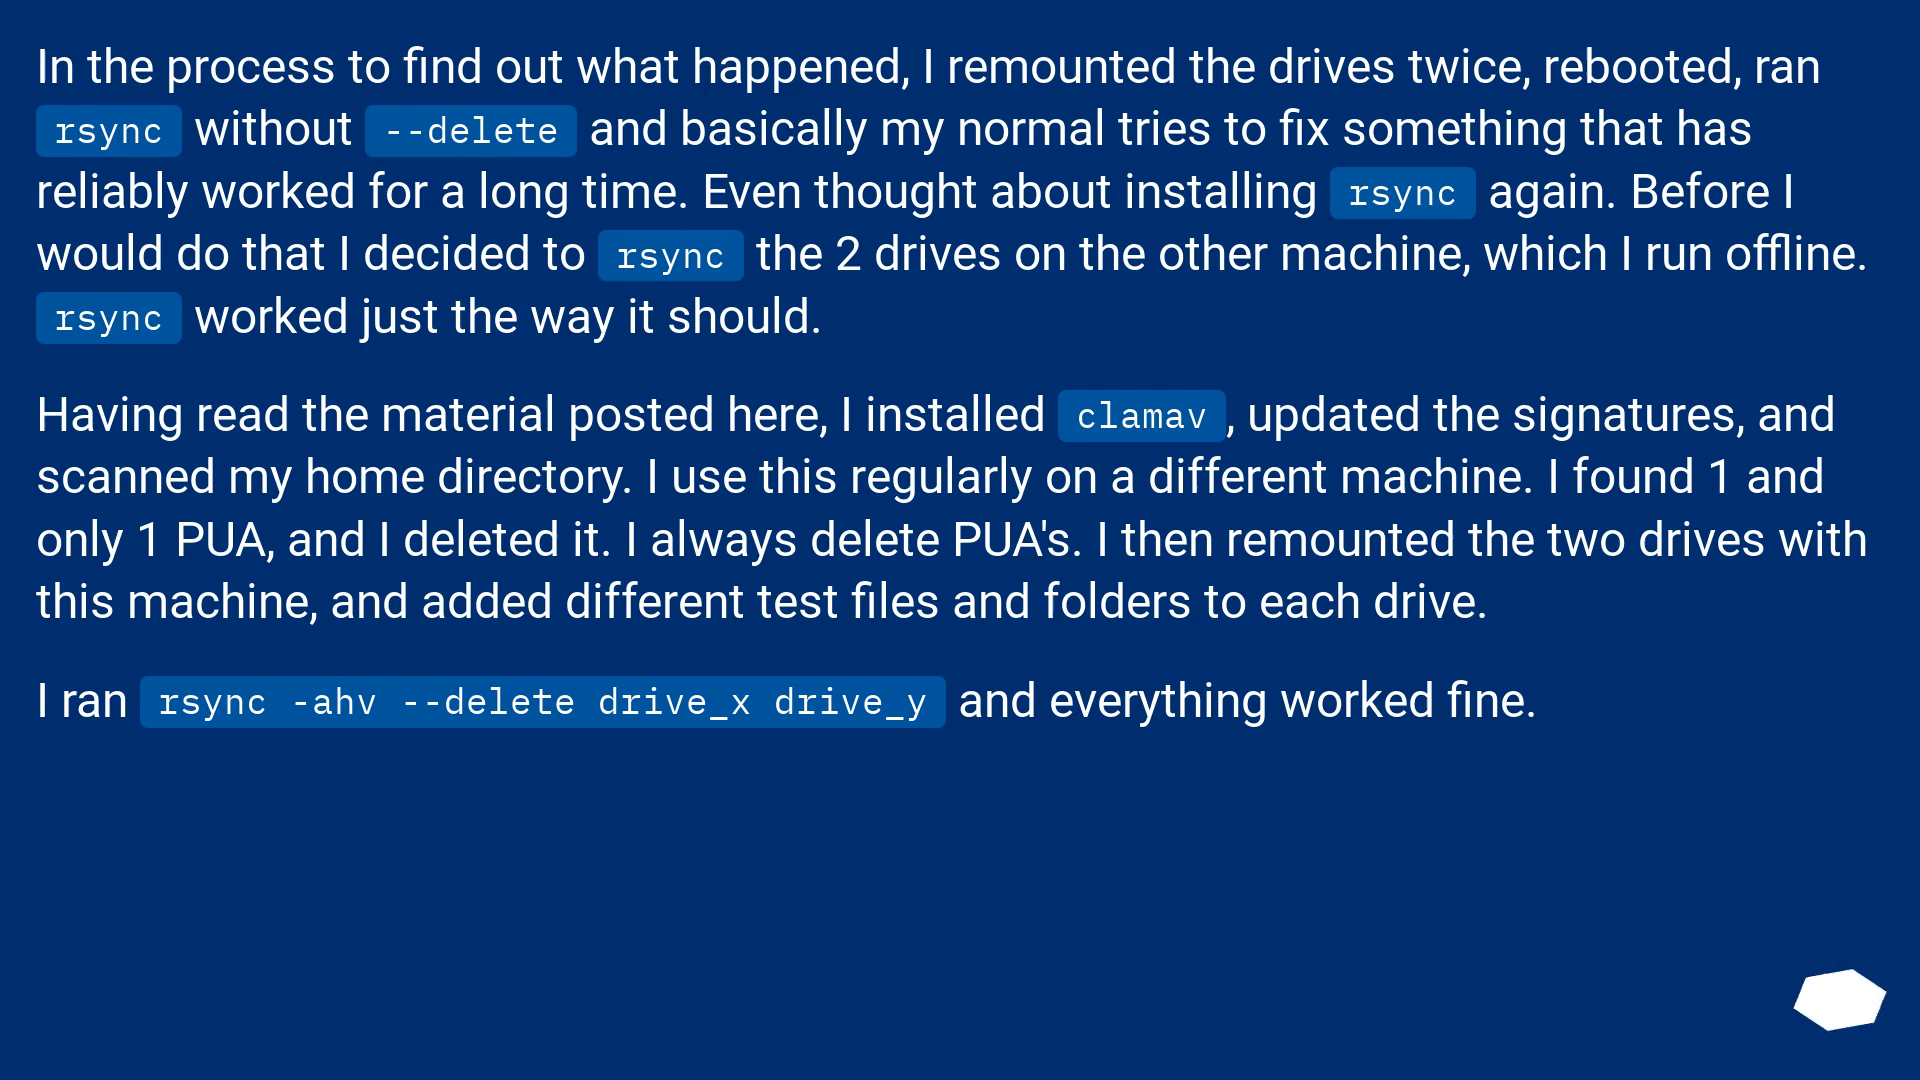 In the process to find out what happened, I remounted the drives twice, rebooted, ran
rsync without --delete and basically my normal tries to fix something that has
reliably worked for a long time. Even thought about installing rsync again. Before I
would do that I decided to rsync the 2 drives on the other machine, which I run offline.
rsync worked just the way it should.
Having read the material posted here, I installed clamav, updated the signatures, and
scanned my home directory. I use this regularly on a different machine. I found 1 and
only 1 PUA, and I deleted it. I always delete PUA's. I then remounted the two drives with
this machine, and added different test files and folders to each drive.
I ran rsync -ahv --delete drive_x drive_y and everything worked fine.